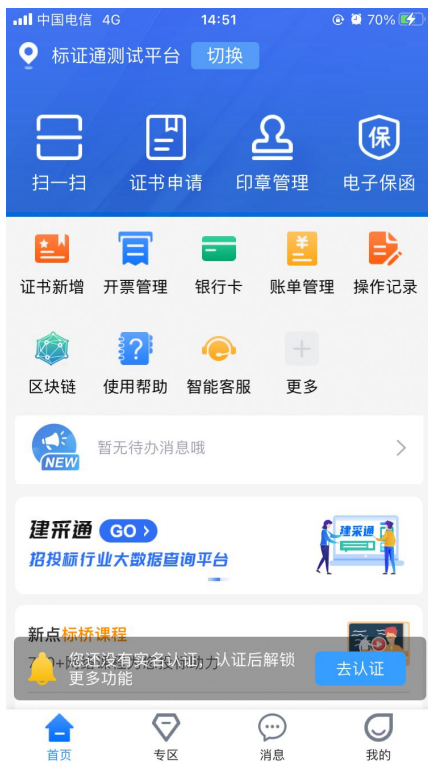 中国电信 4G 14:51 70%
标证通测试平台 切换
保
扫一扫 证书申请 印章管理 电子保函
证书新增 开票管理 银行卡 账单管理 操作记录
区块链 使用帮助 智能客服 更多
NEW 暂无待办消息哦
建采通 GO
建采通
招投标行业大数据查询平台
新点标桥课程
您还没有实名认证，认证后解锁
更多功能
去认证
首页 专区 消息 我的